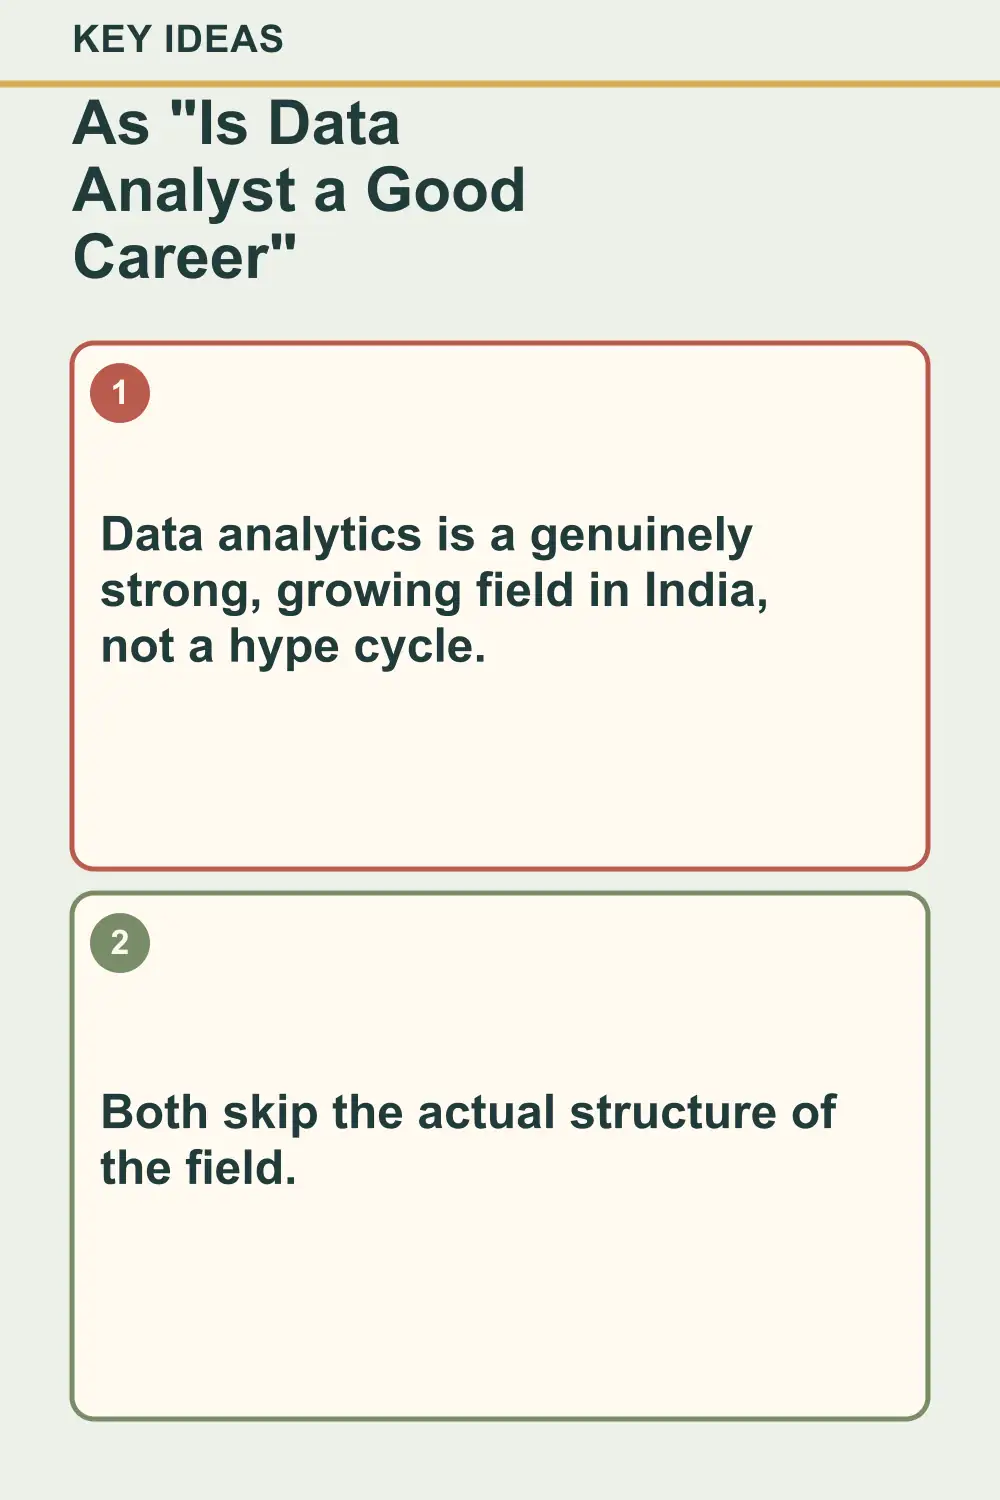 KEY IDEAS
As "Is Data
Analyst a Good
Career"
1
Data analytics is a genuinely
strong, growing field in India,
not a hype cycle.
2
Both skip the actual structure of
the field.